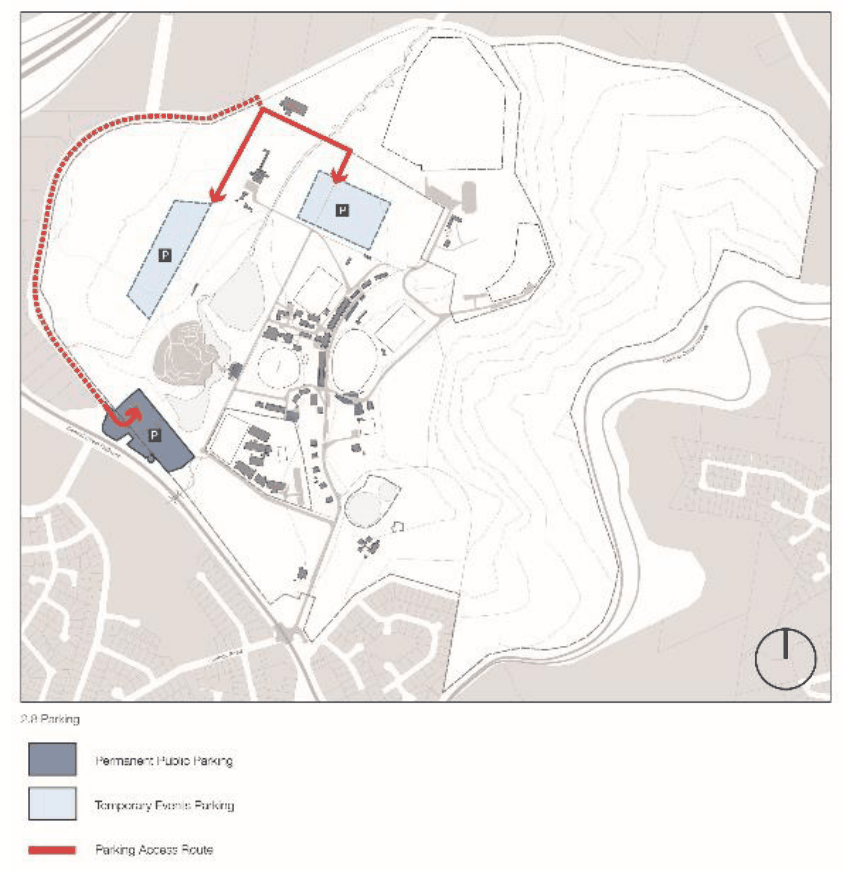 P
P
P
2.8 Parking
Permanent Public Parking
Temporary Events Parking
Parking Access Route